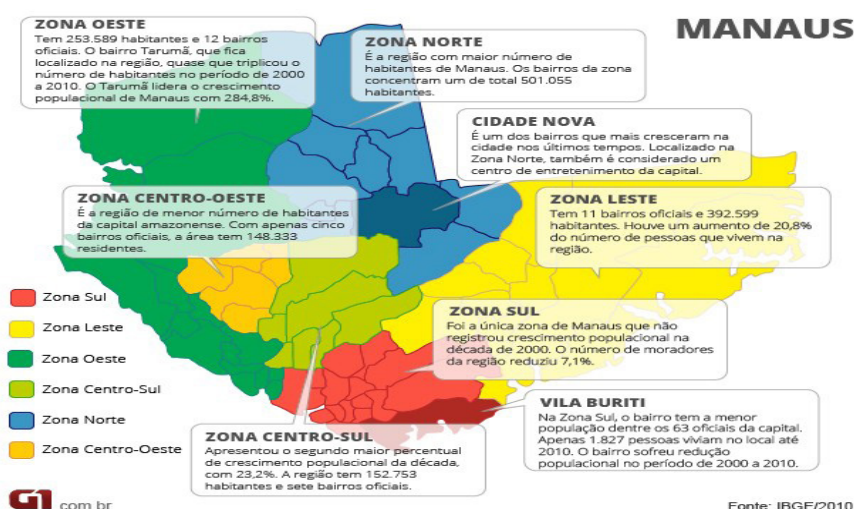 MANAUS
ZONA OESTE
Tem 253.589 habitantes e 12 bairros
oficiais. O bairro Tarumã, que fica
localizado na região, quase que triplicou o
número de habitantes no período de 2000
a 2010. O Tarumã lidera o crescimento
populacional de Manaus com 284,8%.
ZONA NORTE
É a região com maior número de
habitantes de Manaus. Os bairros da zona
concentram um de total 501.055
habitantes.
CIDADE NOVA
É um dos bairros que mais cresceram na
cidade nos últimos tempos. Localizado na
Zona Norte, também é considerado um
centro de entretenimento da capital.
ZONA CENTRO-OESTE
É a região de menor número de habitantes
da capital amazonense. Com apenas cinco
bairros oficiais, a área tem 148.333
residentes.
ZONA LESTE
Tem 11 bairros oficiais e 392.599
habitantes. Houve um aumento de 20,8%
do número de pessoas que vivem na
região.
Zona Sul
Zona Leste
Zona Oeste
Zona Centro-Sul
Zona Norte
Zona Centro-Oeste
ZONA SUL
Foi a única zona de Manaus que não
registrou crescimento populacional na
década de 2000. O número de moradores
da região reduziu 7,1%.
VILA BURITI
Na Zona Sul, o bairro tem a menor
população dentre os 63 oficiais da capital.
Apenas 1.827 pessoas viviam no local até
2010. O bairro sofreu redução
populacional no período de 2000 a 2010.
ZONA CENTRO-SUL
Apresentou o segundo maior percentual
de crescimento populacional da década,
com 23,2%. A região tem 152.753
habitantes e sete bairros oficiais.
G1 .com.br
Fonte: IBGE/2010